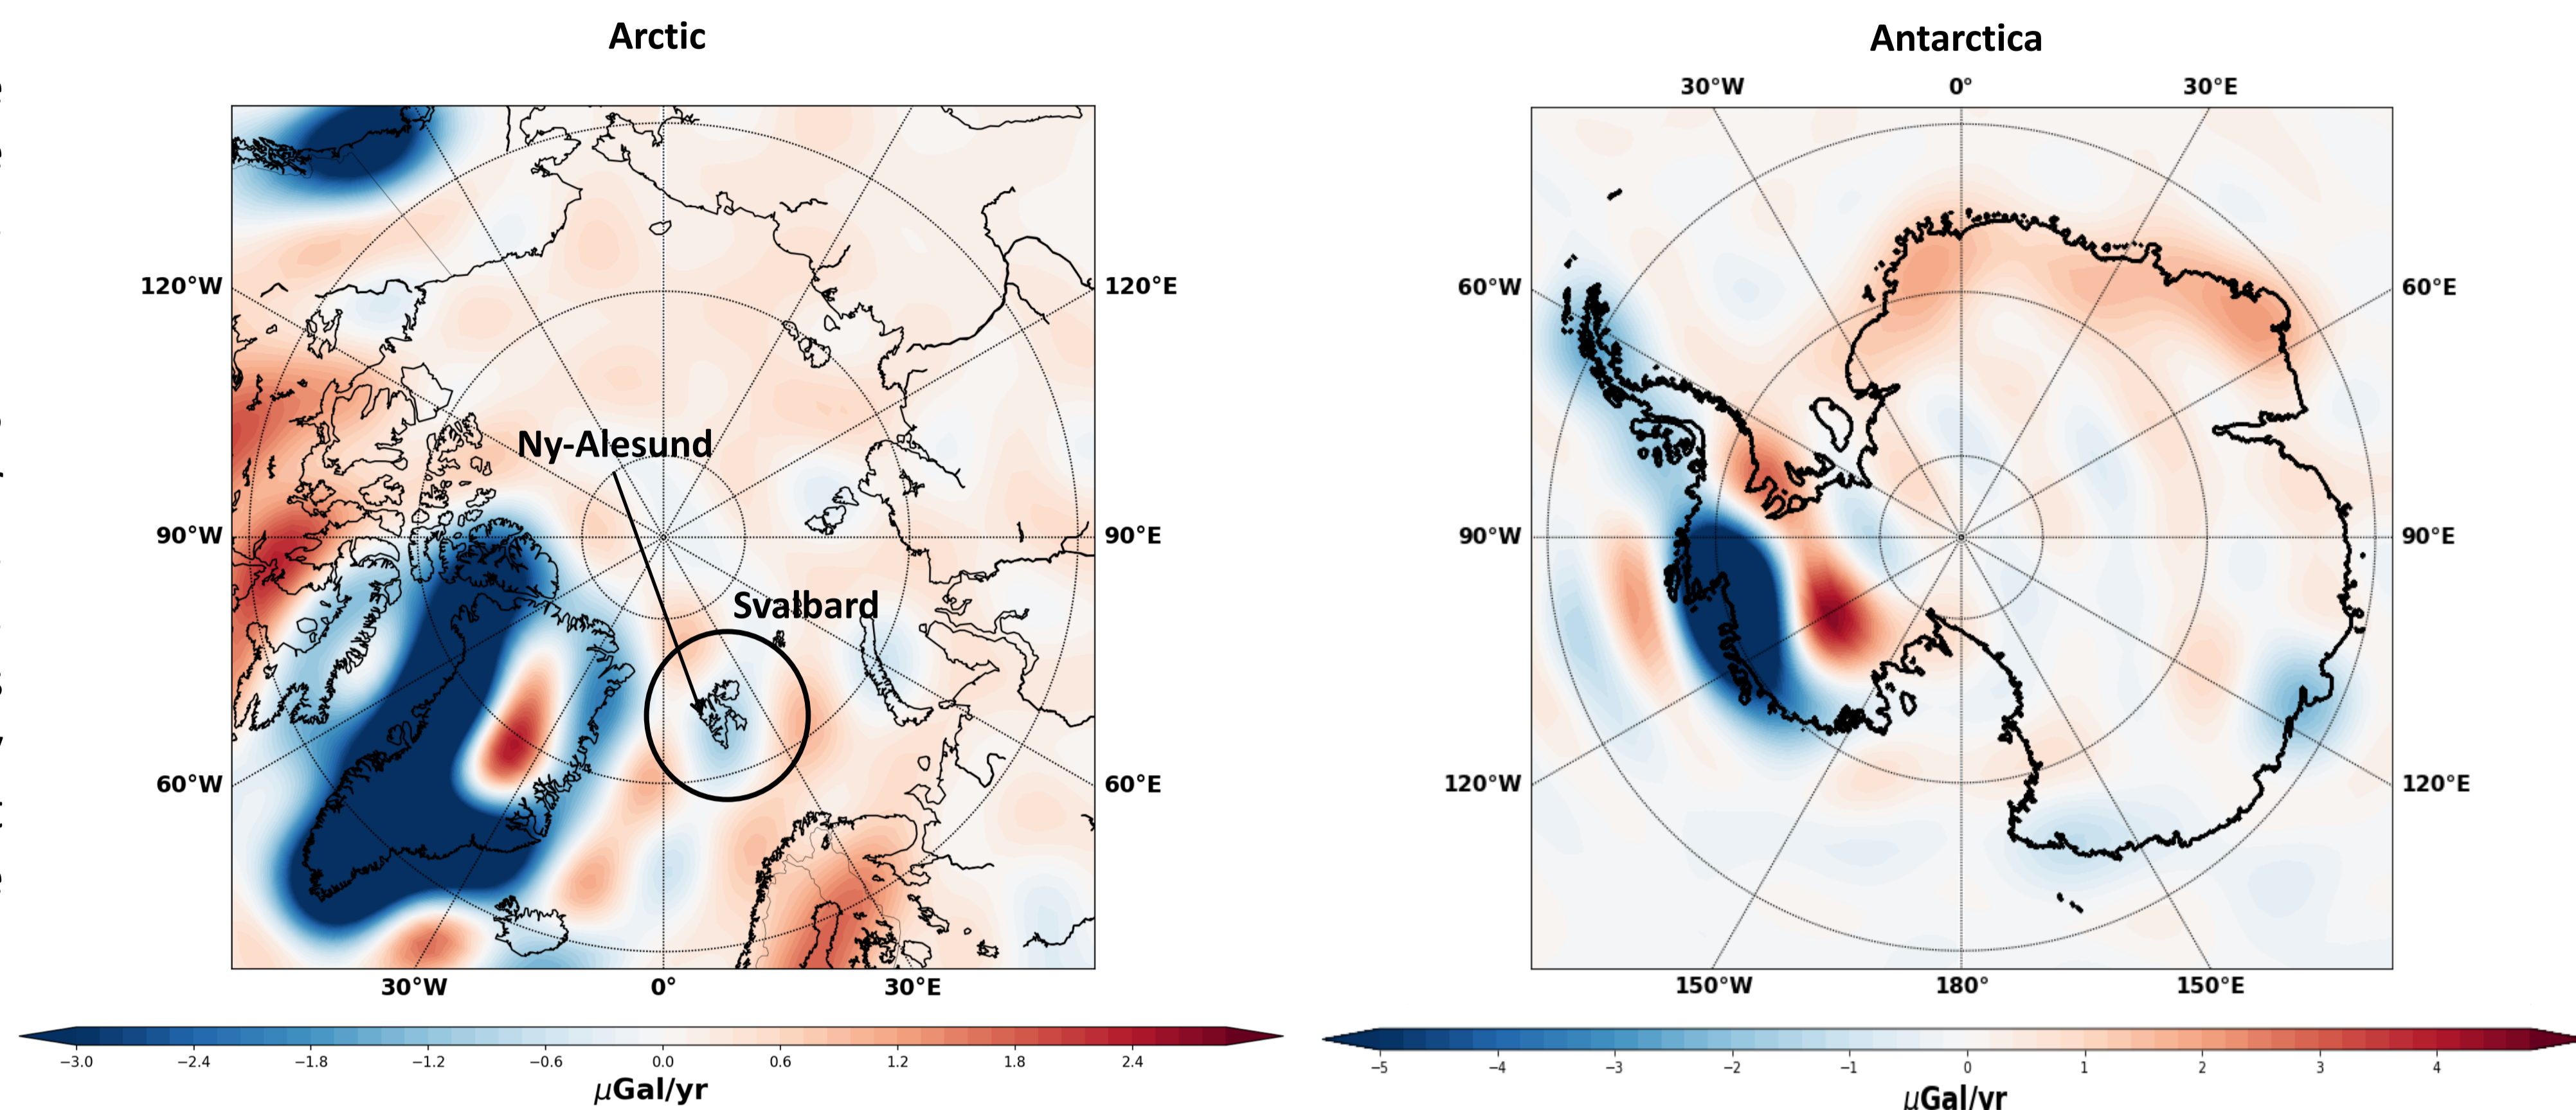 Arctic
Antarctica
30°W 0° 30°E
120°W
120°E
Ny-Alesund
90°W
90°E
Svalbard
60°W
60°E
30°W 0° 30°E
−3.0 −2.4 −1.8 −1.2 −0.6 0.0 0.6 1.2 1.8 2.4
μGal/yr
60°W
60°E
90°W
90°E
120°W
120°E
150°W 180° 150°E
−5 −4 −3 −2 −1 0 1 2 3 4
μGal/yr